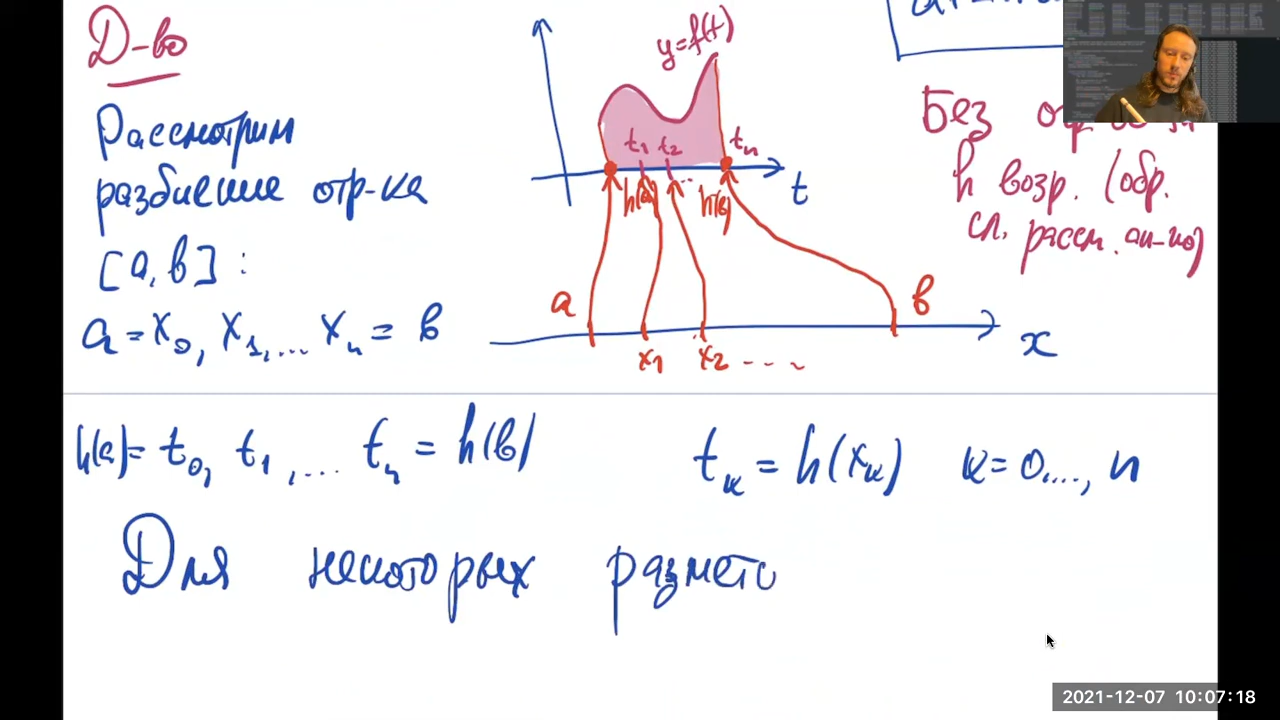 Д-во
y=f(t)
Рассмотрим
разбиение отр-ка
[a, b] :
a = x₀, x₁, ... xₙ = b
t₁ t₂ ... tₙ
h(a) h(b) t
a b
x₁ x₂ - - - -
x
Без
h возр. (обр.
сл. рассм. ан-но)
h(a)= t₀, t₁, ... tₙ = h(b) tₖ = h(xₖ) k=0,..., n
Для некоторых размето
2021-12-07 10:07:18